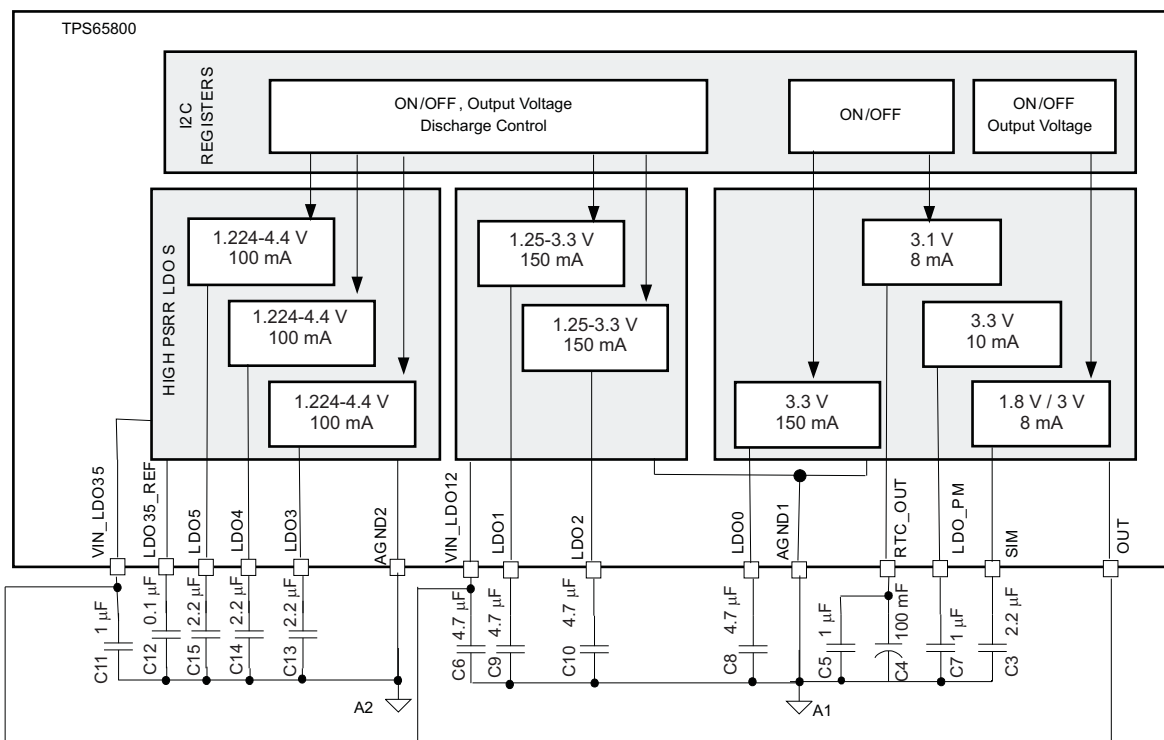 TPS65800
I2C
REGISTERS
ON/OFF , Output Voltage
Discharge Control
ON/OFF
ON/OFF
Output Voltage
HIGH PSRR LDO S
1.224-4.4 V
100 mA
1.224-4.4 V
100 mA
1.224-4.4 V
100 mA
1.25-3.3 V
150 mA
1.25-3.3 V
150 mA
3.1 V
8 mA
3.3 V
10 mA
3.3 V
150 mA
1.8 V / 3 V
8 mA
VIN_LDO35
LDO35_REF
LDO5
LDO4
LDO3
AGND2
VIN_LDO12
LDO1
LDO2
LDO0
AGND1
RTC_OUT
LDO_PM
SIM
OUT
C11
1 μF
C12
0.1 μF
C15
2.2 μF
C14
2.2 μF
C13
2.2 μF
C6
4.7 μF
C9
4.7 μF
C10
4.7 μF
C8
4.7 μF
C5
1 μF
C4
100 mF
C7
1 μF
C3
2.2 μF
A2
A1